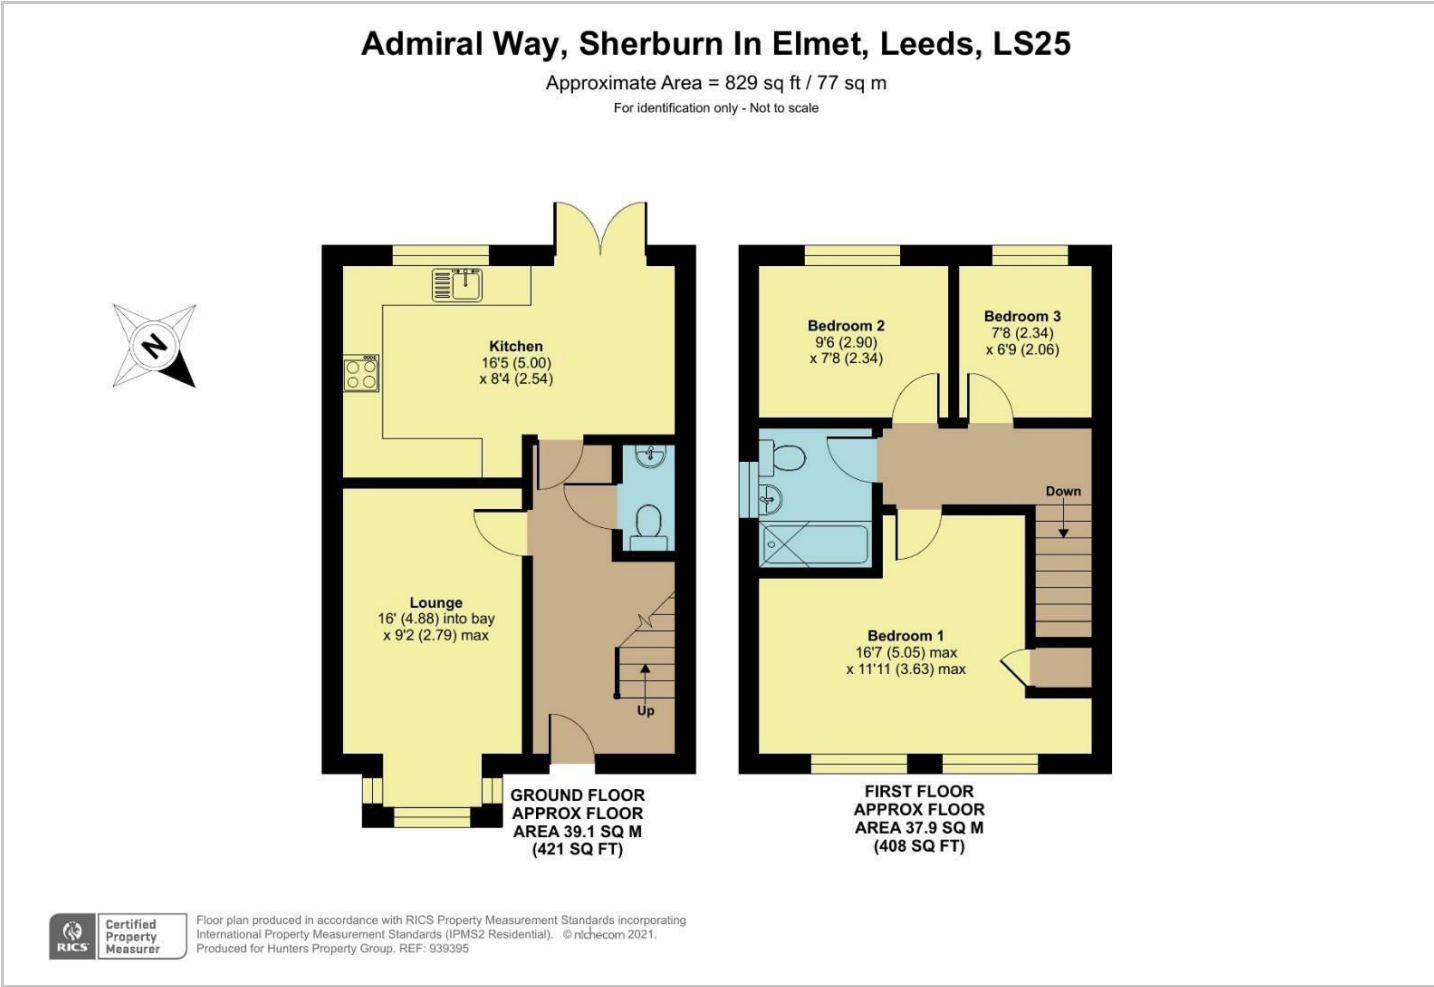 Admiral Way, Sherburn In Elmet, Leeds, LS25
Approximate Area = 829 sq ft / 77 sq m
For identification only - Not to scale
N
Kitchen
16'5 (5.00)
x 8'4 (2.54)
Lounge
16' (4.88) into bay
x 9'2 (2.79) max
Up
GROUND FLOOR
APPROX FLOOR
AREA 39.1 SQ M
(421 SQ FT)
Bedroom 2
9'6 (2.90)
x 7'8 (2.34)
Bedroom 3
7'8 (2.34)
x 6'9 (2.06)
Down
Bedroom 1
16'7 (5.05) max
x 11'11 (3.63) max
FIRST FLOOR
APPROX FLOOR
AREA 37.9 SQ M
(408 SQ FT)
RICS
Certified
Property
Measurer
Floor plan produced in accordance with RICS Property Measurement Standards incorporating
International Property Measurement Standards (IPMS2 Residential). ©nichecom 2021.
Produced for Hunters Property Group. REF: 939395